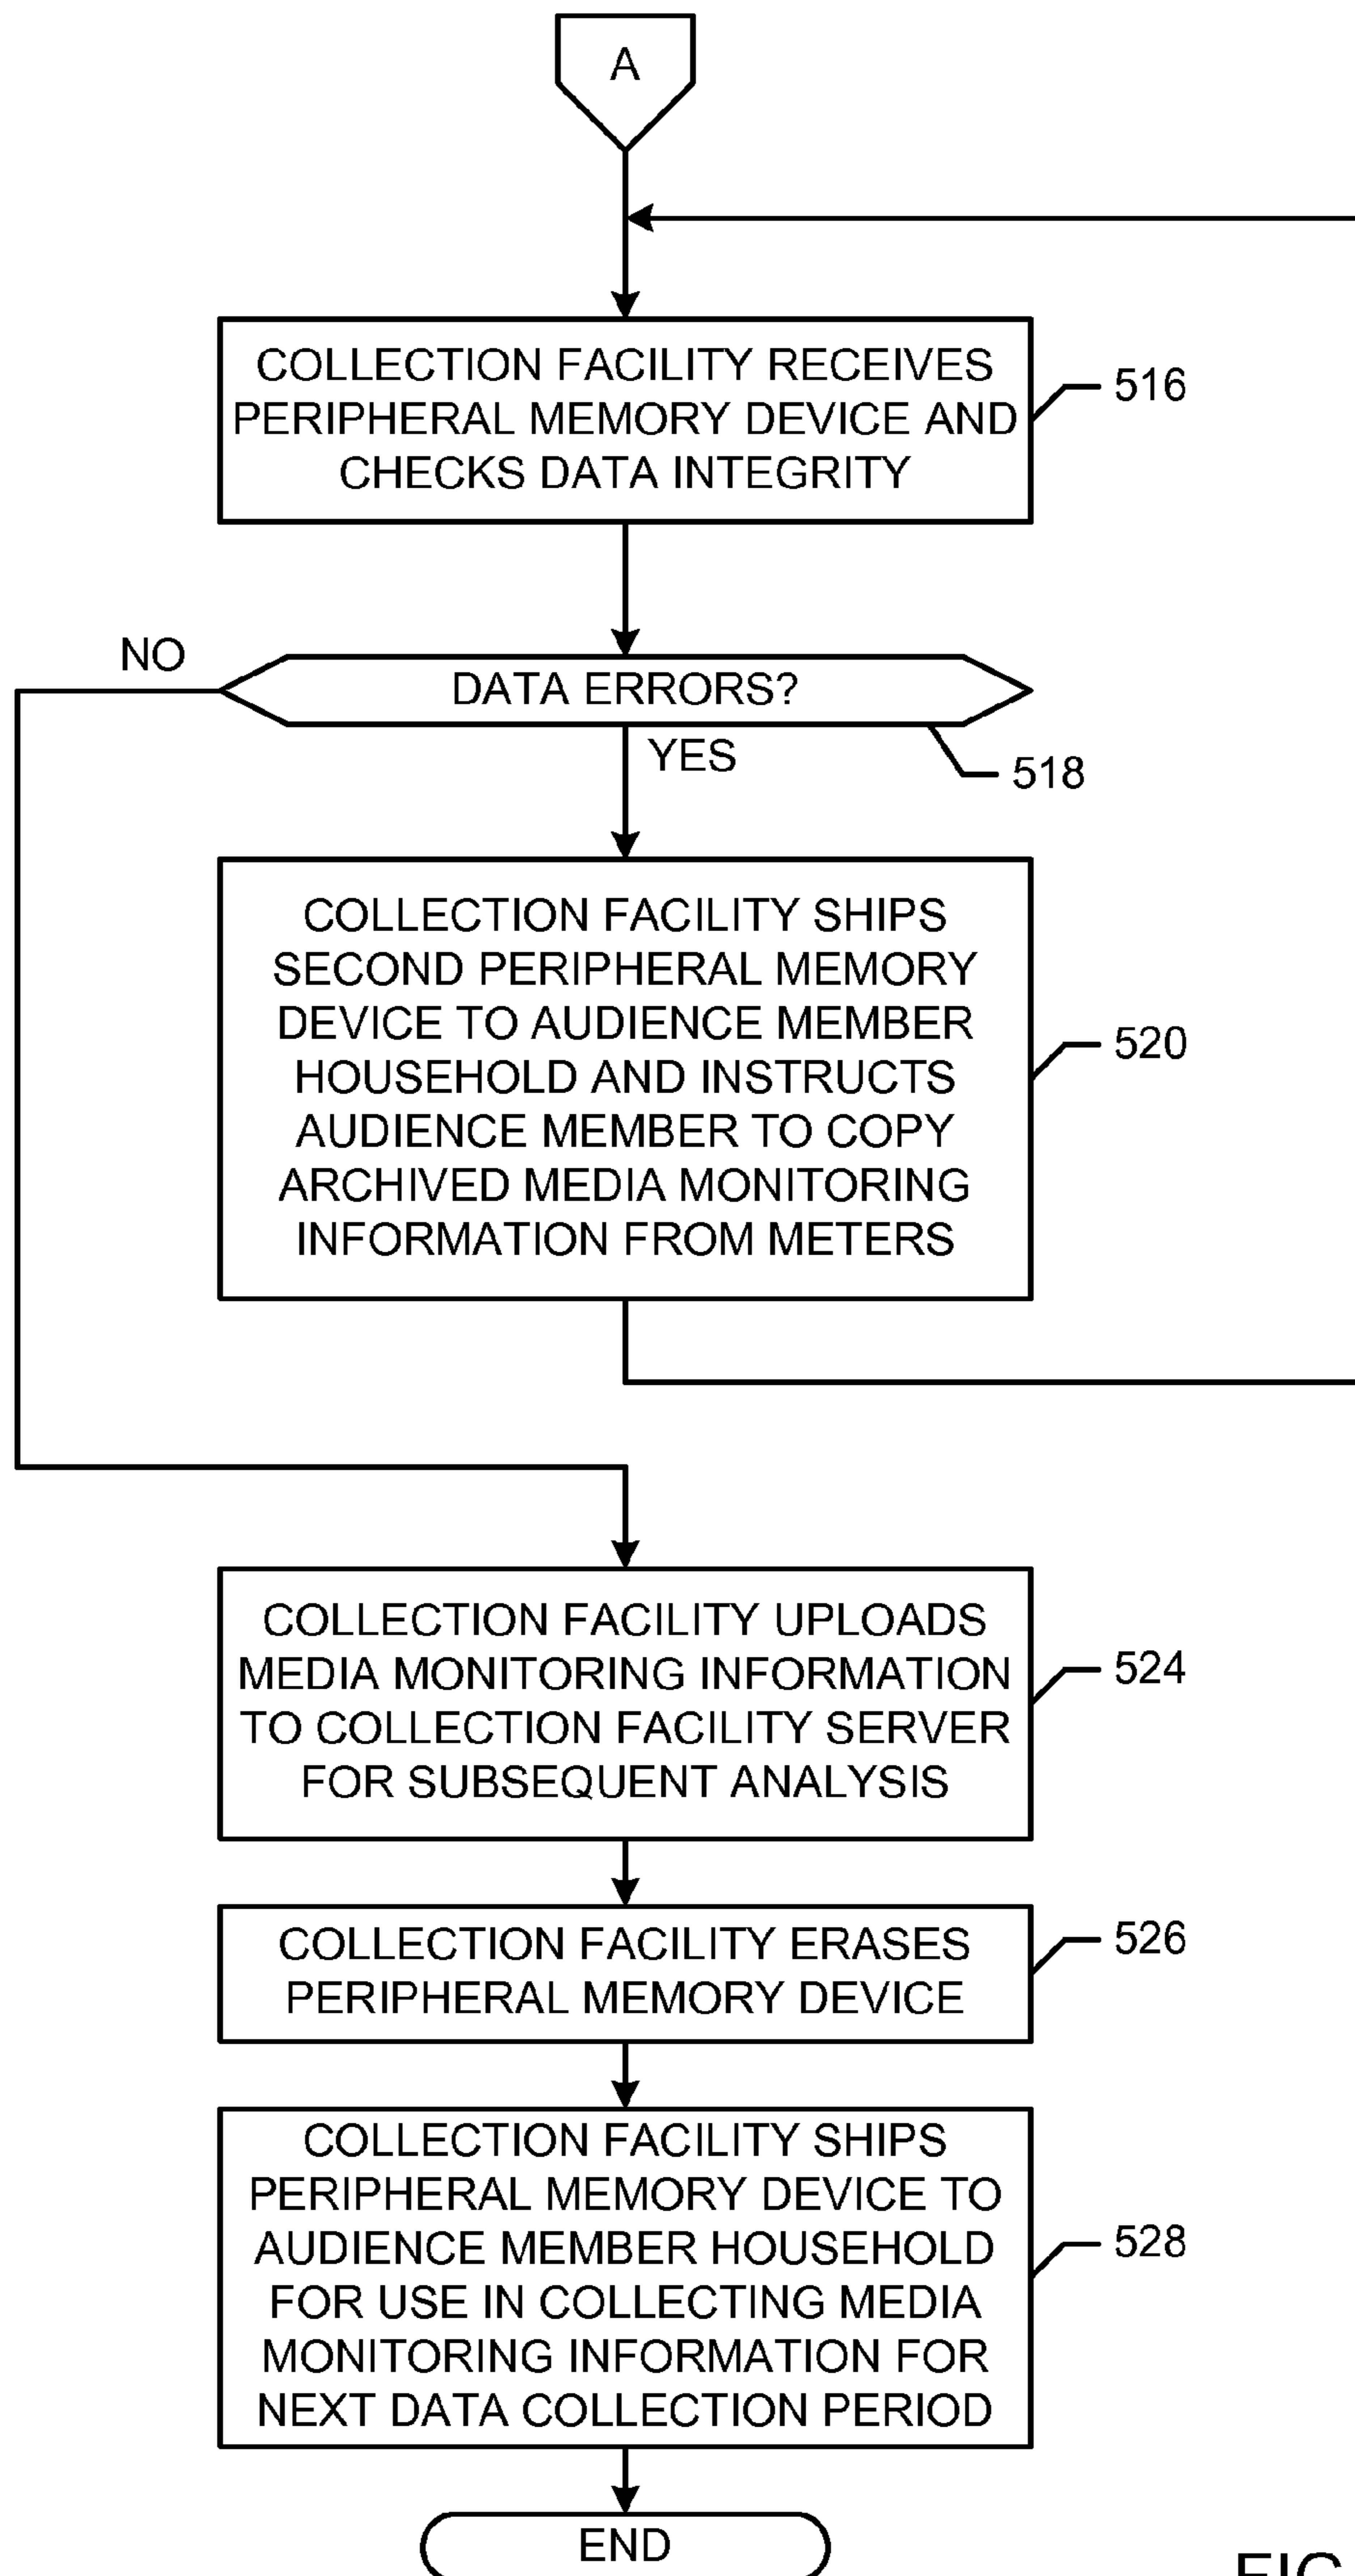 A
COLLECTION FACILITY RECEIVES
PERIPHERAL MEMORY DEVICE AND
CHECKS DATA INTEGRITY
516
NO
DATA ERRORS?
YES
518
COLLECTION FACILITY SHIPS
SECOND PERIPHERAL MEMORY
DEVICE TO AUDIENCE MEMBER
HOUSEHOLD AND INSTRUCTS
AUDIENCE MEMBER TO COPY
ARCHIVED MEDIA MONITORING
INFORMATION FROM METERS
520
COLLECTION FACILITY UPLOADS
MEDIA MONITORING INFORMATION
TO COLLECTION FACILITY SERVER
FOR SUBSEQUENT ANALYSIS
524
COLLECTION FACILITY ERASES
PERIPHERAL MEMORY DEVICE
526
COLLECTION FACILITY SHIPS
PERIPHERAL MEMORY DEVICE TO
AUDIENCE MEMBER HOUSEHOLD
FOR USE IN COLLECTING MEDIA
MONITORING INFORMATION FOR
NEXT DATA COLLECTION PERIOD
528
END
FIG